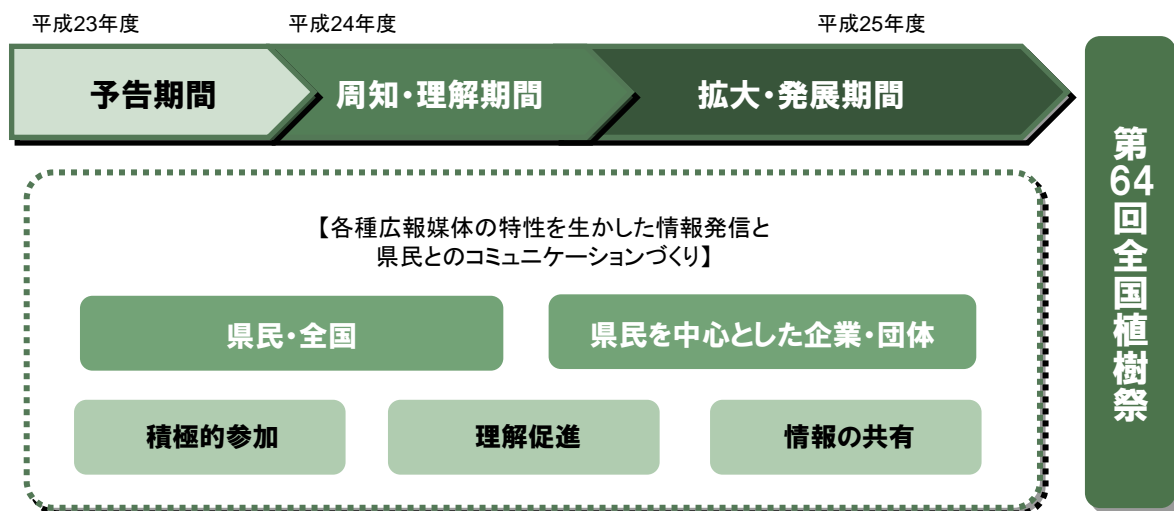 平成23年度
平成24年度
平成25年度
予告期間
周知・理解期間
拡大・発展期間
【各種広報媒体の特性を生かした情報発信と
県民とのコミュニケーションづくり】
県民・全国
県民を中心とした企業・団体
積極的参加
理解促進
情報の共有
第64回全国植樹祭